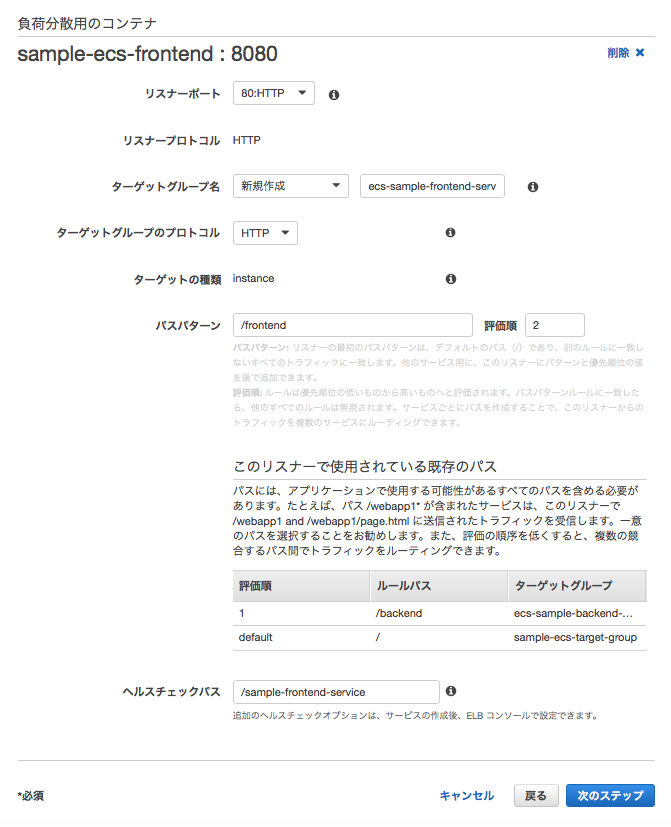 負荷分散用のコンテナ
sample-ecs-frontend : 8080
削除 ✖
リスナーポート 80:HTTP
リスナープロトコル HTTP
ターゲットグループ名 新規作成 ecs-sample-frontend-serv
ターゲットグループのプロトコル HTTP
ターゲットの種類 instance
パスパターン /frontend 評価順 2
パスパターン: リスナーの最初のパスパターンは、デフォルトのパス（/）であり、別のルールに一致し
ないすべてのトラフィックに一致します。他のサービス用に、このリスナーにパターンと優先順位の値
を後で追加できます。
評価順: ルールは優先順位の低いものから高いものへと評価されます。パスパターンルールに一致した
ら、他のすべてのルールは無視されます。サービスごとにパスを作成することで、このリスナーからの
トラフィックを複数のサービスにルーティングできます。
このリスナーで使用されている既存のパス
パスには、アプリケーションで使用する可能性があるすべてのパスを含める必要が
あります。たとえば、パス /webapp1* が含まれたサービスは、このリスナーで
/webapp1 and /webapp1/page.html に送信されたトラフィックを受信します。一意
のパスを選択することをお勧めします。また、評価の順序を低くすると、複数の競
合するパス間でトラフィックをルーティングできます。
評価順 ルールパス ターゲットグループ
1 /backend ecs-sample-backend-...
default / sample-ecs-target-group
ヘルスチェックパス /sample-frontend-service
追加のヘルスチェックオプションは、サービスの作成後、ELB コンソールで設定できます。
*必須
キャンセル 戻る 次のステップ